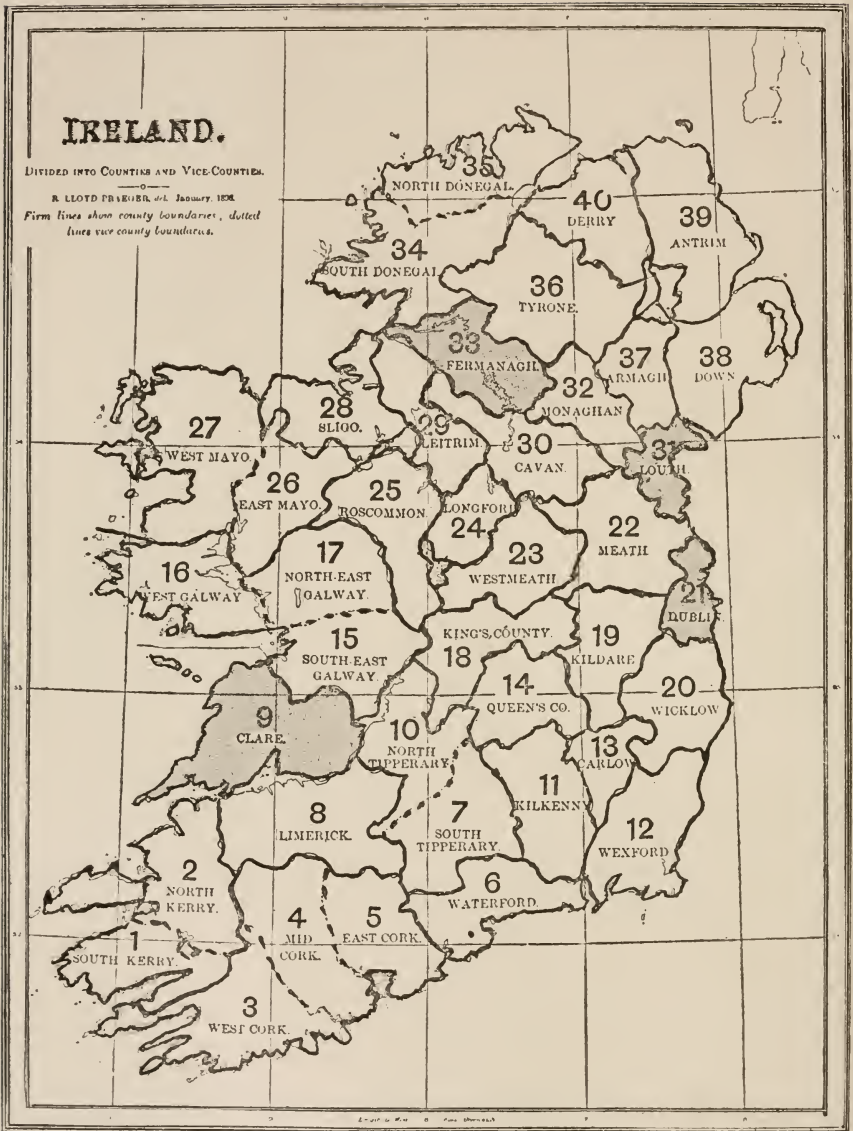 IRELAND.
DIVIDED INTO COUNTIES AND VICE-COUNTIES.
R. LLOYD PRAEGER, del. January,
Firm lines show county boundaries, dotted
lines vice county boundaries.
35
NORTH DONEGAL.
40
DERRY
39
ANTRIM
34
SOUTH DONEGAL
36
TYRONE.
33
FERMANAGH.
37
ARMAGH
38
DOWN
32
MONAGHAN
27
WEST MAYO.
28
SLIGO.
29
LEITRIM.
30
CAVAN.
31
LOUTH.
26
EAST MAYO.
25
ROSCOMMON.
LONGFORD
24
22
MEATH
23
WESTMEATH.
16
WEST GALWAY
17
NORTH-EAST
GALWAY.
21
DUBLIN.
15
SOUTH-EAST
GALWAY.
KING'S COUNTY.
18
19
KILDARE
14
QUEEN'S CO.
20
WICKLOW
9
CLARE.
10
NORTH
TIPPERARY
13
CARLOW
11
KILKENNY
8
LIMERICK.
7
SOUTH
TIPPERARY.
12
WEXFORD
2
NORTH
KERRY.
6
WATERFORD.
4
MID
CORK.
5
EAST CORK.
1
SOUTH KERRY.
3
WEST CORK.